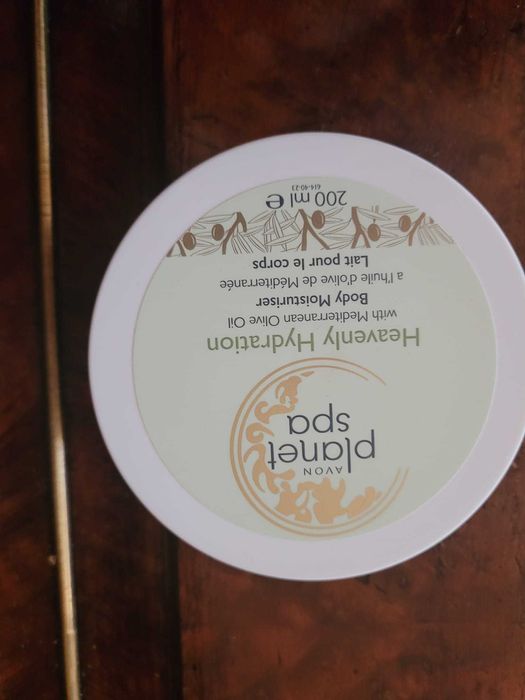 AVON
planet
spa
Heavenly Hydration
with Mediterranean Olive Oil
Body Moisturiser
a l'huile d'olive de Méditerranée
Lait pour le corps
200 ml e
614-40-23